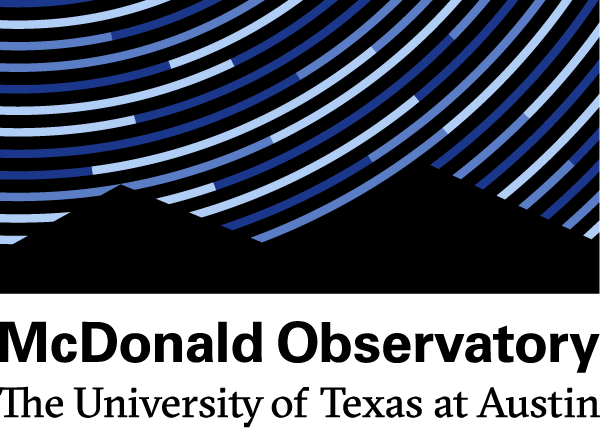 McDonald Observatory
The University of Texas at Austin